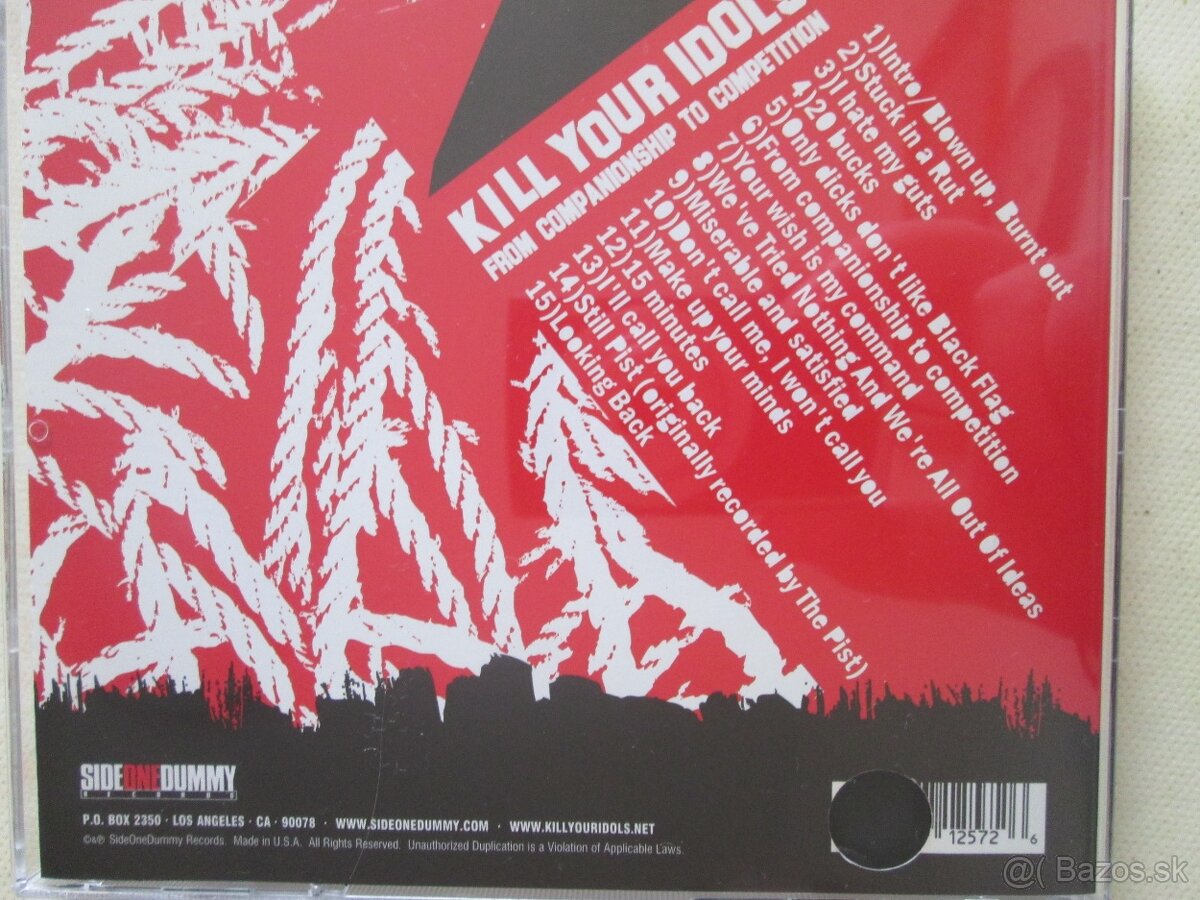 KILL YOUR IDOLS
FROM COMPANIONSHIP TO COMPETITION
1)Intro/Blown up, Burnt out
2)Stuck in a Rut
3)I hate my guts
4)20 bucks
5)Only dicks don't like Black Flag
6)From companionship to competition
7)Your wish is my command
8)We've Tried Nothing And We're All Out Of Ideas
9)Miserable and satisfied
10)Don't call me, I won't call you
11)Make up your minds
12)15 minutes
13)I'll call you back
14)Still Pist (originally recorded by The Pist)
15)Looking Back
SIDEONEDUMMY
RECORDS
P.O. BOX 2350 · LOS ANGELES · CA · 90078 · WWW.SIDEONEDUMMY.COM · WWW.KILLYOURIDOLS.NET
©&℗ SideOneDummy Records. Made in U.S.A. All Rights Reserved. Unauthorized Duplication is a Violation of Applicable Laws.
12572 6
@( Bazos.sk